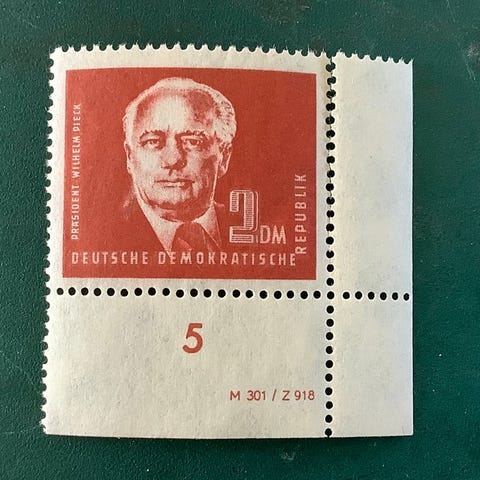 PRÄSIDENT WILHELM PIECK
2 DM
DEUTSCHE DEMOKRATISCHE
REPUBLIK
5
M 301 / Z 918